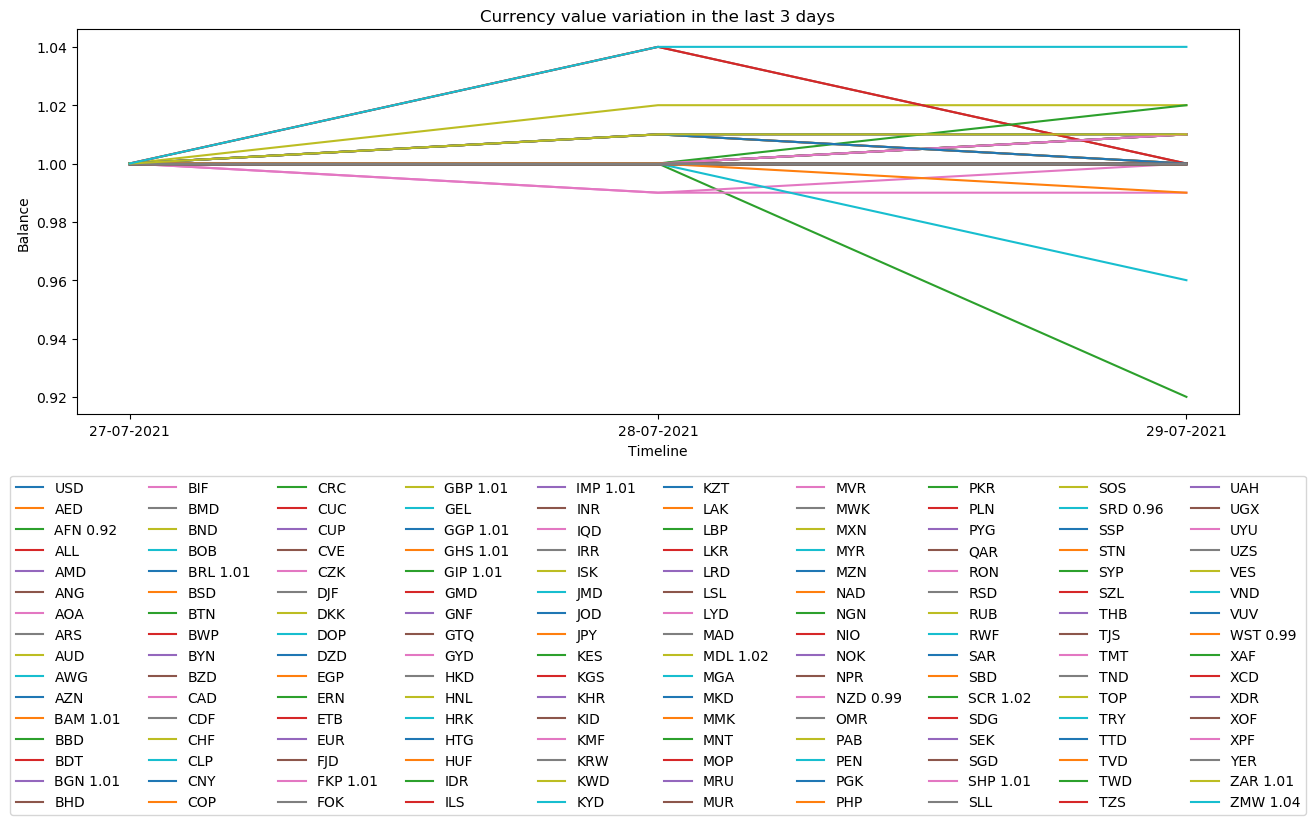 Currency value variation in the last 3 days
Balance
1.04
1.02
1.00
0.98
0.96
0.94
0.92
27-07-2021 28-07-2021 29-07-2021
Timeline
USD BIF CRC GBP 1.01 IMP 1.01 KZT MVR PKR SOS UAH
AED BMD CUC GEL INR LAK MWK PLN SRD 0.96 UGX
AFN 0.92 BND CUP GGP 1.01 IQD LBP MXN PYG SSP UYU
ALL BOB CVE GHS 1.01 IRR LKR MYR QAR STN UZS
AMD BRL 1.01 CZK GIP 1.01 ISK LRD MZN RON SYP VES
ANG BSD DJF GMD JMD LSL NAD RSD SZL VND
AOA BTN DKK GNF JOD LYD NGN RUB THB VUV
ARS BWP DOP GTQ JPY MAD NIO RWF TJS WST 0.99
AUD BYN DZD GYD KES MDL 1.02 NOK SAR TMT XAF
AWG BZD EGP HKD KGS MGA NPR SBD TND XCD
AZN CAD ERN HNL KHR MKD NZD 0.99 SCR 1.02 TOP XDR
BAM 1.01 CDF ETB HRK KID MMK OMR SDG TRY XOF
BBD CHF EUR HTG KMF MNT PAB SEK TTD XPF
BDT CLP FJD HUF KRW MOP PEN SGD TVD YER
BGN 1.01 CNY FKP 1.01 IDR KWD MRU PGK SHP 1.01 TWD ZAR 1.01
BHD COP FOK ILS KYD MUR PHP SLL TZS ZMW 1.04